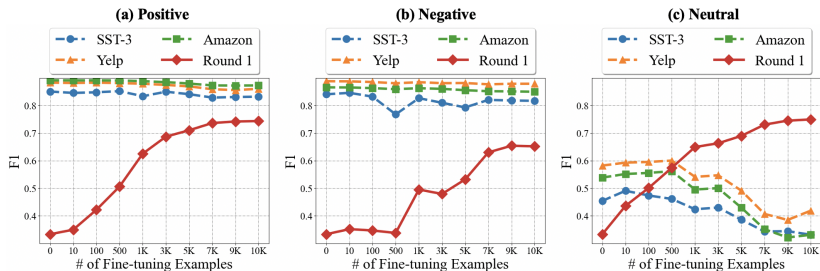 (a) Positive
SST-3 Amazon
Yelp Round 1
F1
0.8
0.7
0.6
0.5
0.4
0 10 100 500 1K 3K 5K 7K 9K 10K
# of Fine-tuning Examples
(b) Negative
SST-3 Amazon
Yelp Round 1
F1
0.8
0.7
0.6
0.5
0.4
0 10 100 500 1K 3K 5K 7K 9K 10K
# of Fine-tuning Examples
(c) Neutral
SST-3 Amazon
Yelp Round 1
F1
0.8
0.7
0.6
0.5
0.4
0 10 100 500 1K 3K 5K 7K 9K 10K
# of Fine-tuning Examples